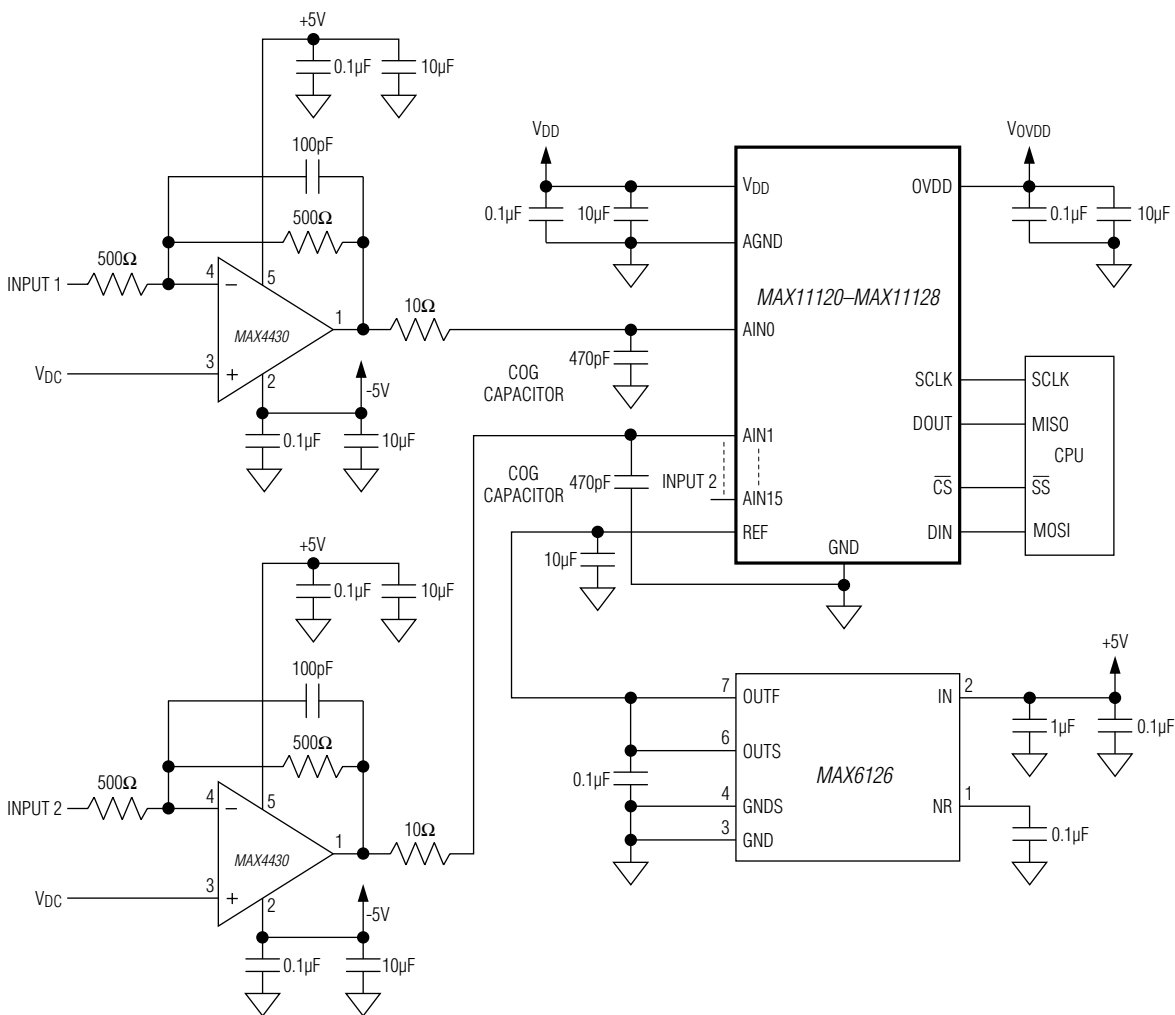 +5V
0.1µF
10µF
100pF
500Ω
500Ω
INPUT 1
4
5
−
MAX4430
1
10Ω
3
+
VDC
2
-5V
0.1µF
10µF
VDD
0.1µF
10µF
VDD
AGND
OVDD
VOVDD
0.1µF
10µF
MAX11120–MAX11128
AIN0
470pF
COG
CAPACITOR
AIN1
COG
CAPACITOR
470pF
INPUT 2
AIN15
REF
10µF
GND
SCLK
DOUT
CS
DIN
SCLK
MISO
CPU
SS
MOSI
+5V
0.1µF
10µF
100pF
500Ω
500Ω
INPUT 2
4
5
−
MAX4430
1
10Ω
3
+
VDC
2
-5V
0.1µF
10µF
7
OUTF
6
OUTS
0.1µF
4
GNDS
3
GND
MAX6126
IN
2
+5V
1µF
0.1µF
NR
1
0.1µF